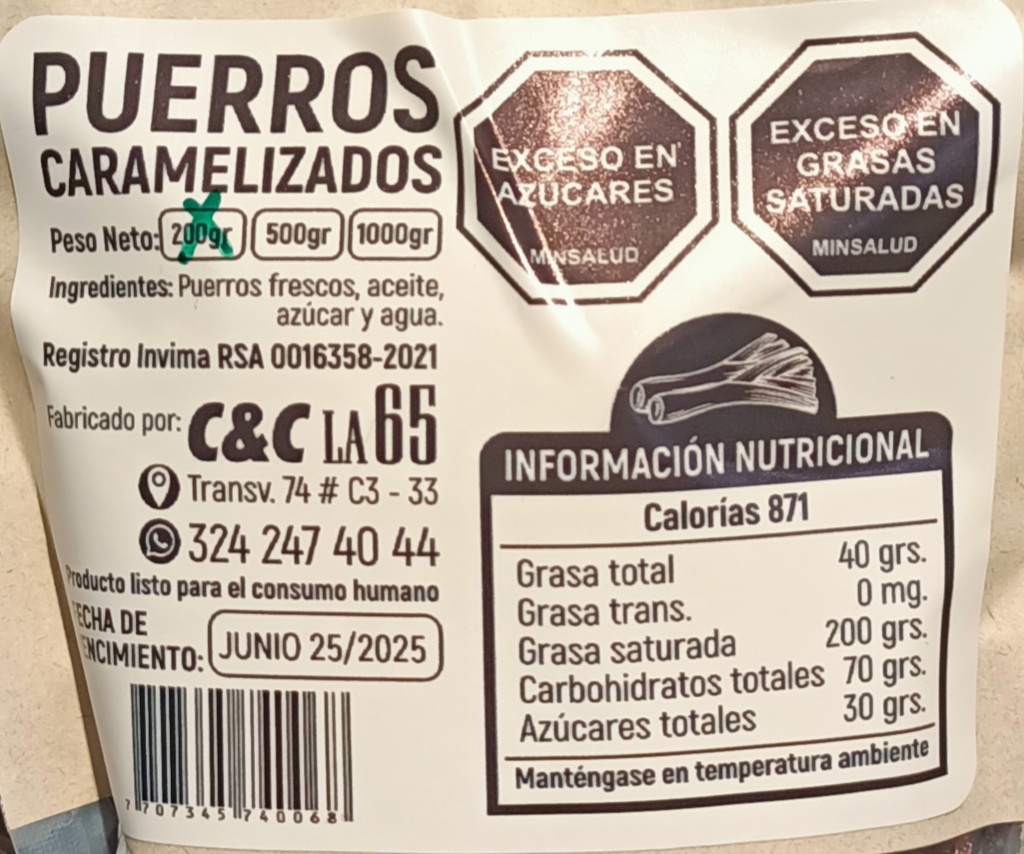 PUERROS
CARAMELIZADOS
Peso Neto: 200gr 500gr 1000gr
Ingredientes: Puerros frescos, aceite,
azúcar y agua.
Registro Invima RSA 0016358-2021
Fabricado por: C&C LA 65
Transv. 74 # C3 - 33
324 247 40 44
Producto listo para el consumo humano
FECHA DE
VENCIMIENTO: JUNIO 25/2025
7 707345 740068
EXCESO EN
AZUCARES
MINSALUD
EXCESO EN
GRASAS
SATURADAS
MINSALUD
INFORMACIÓN NUTRICIONAL
Calorías 871
Grasa total 40 grs.
Grasa trans. 0 mg.
Grasa saturada 200 grs.
Carbohidratos totales 70 grs.
Azúcares totales 30 grs.
Manténgase en temperatura ambiente